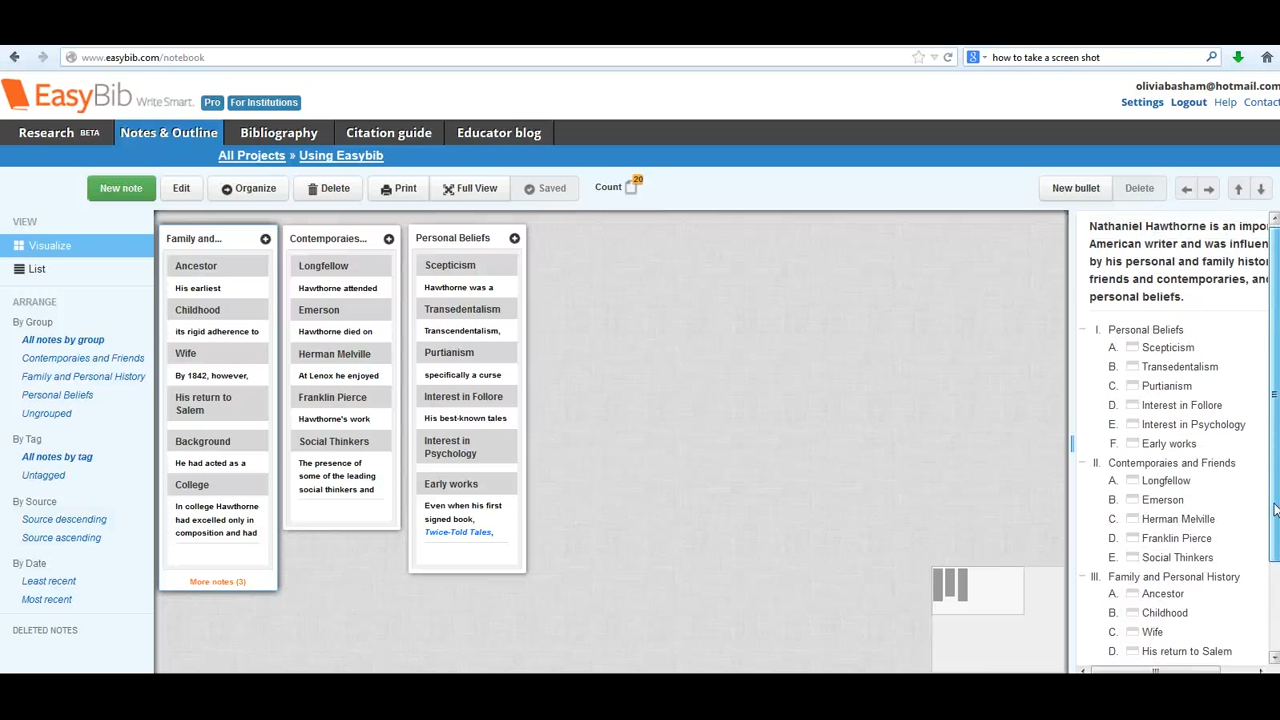 www.easybib.com/notebook
how to take a screen shot
EasyBib Write Smart. Pro For Institutions
oliviabasham@hotmail.com
Settings Logout Help Contact
Research BETA Notes & Outline Bibliography Citation guide Educator blog
All Projects » Using Easybib
New note Edit Organize Delete Print Full View Saved Count 20 New bullet Delete
VIEW
Visualize
List
ARRANGE
By Group
All notes by group
Contemporaies and Friends
Family and Personal History
Personal Beliefs
Ungrouped
By Tag
All notes by tag
Untagged
By Source
Source descending
Source ascending
By Date
Least recent
Most recent
DELETED NOTES
Family and...
Ancestor
His earliest
Childhood
its rigid adherence to
Wife
By 1842, however,
His return to
Salem
Background
He had acted as a
College
In college Hawthorne
had excelled only in
composition and had
More notes (3)
Contemporaies...
Longfellow
Hawthorne attended
Emerson
Hawthorne died on
Herman Melville
At Lenox he enjoyed
Franklin Pierce
Hawthorne's work
Social Thinkers
The presence of
some of the leading
social thinkers and
Personal Beliefs
Scepticism
Hawthorne was a
Transedentalism
Transcendentalism,
Purtianism
specifically a curse
Interest in Follore
His best-known tales
Interest in
Psychology
Early works
Even when his first
signed book,
Twice-Told Tales,
Nathaniel Hawthorne is an impor
American writer and was influen
by his personal and family histo
friends and contemporaries, and
personal beliefs.
I. Personal Beliefs
A. Scepticism
B. Transedentalism
C. Purtianism
D. Interest in Follore
E. Interest in Psychology
F. Early works
II. Contemporaies and Friends
A. Longfellow
B. Emerson
C. Herman Melville
D. Franklin Pierce
E. Social Thinkers
III. Family and Personal History
A. Ancestor
B. Childhood
C. Wife
D. His return to Salem